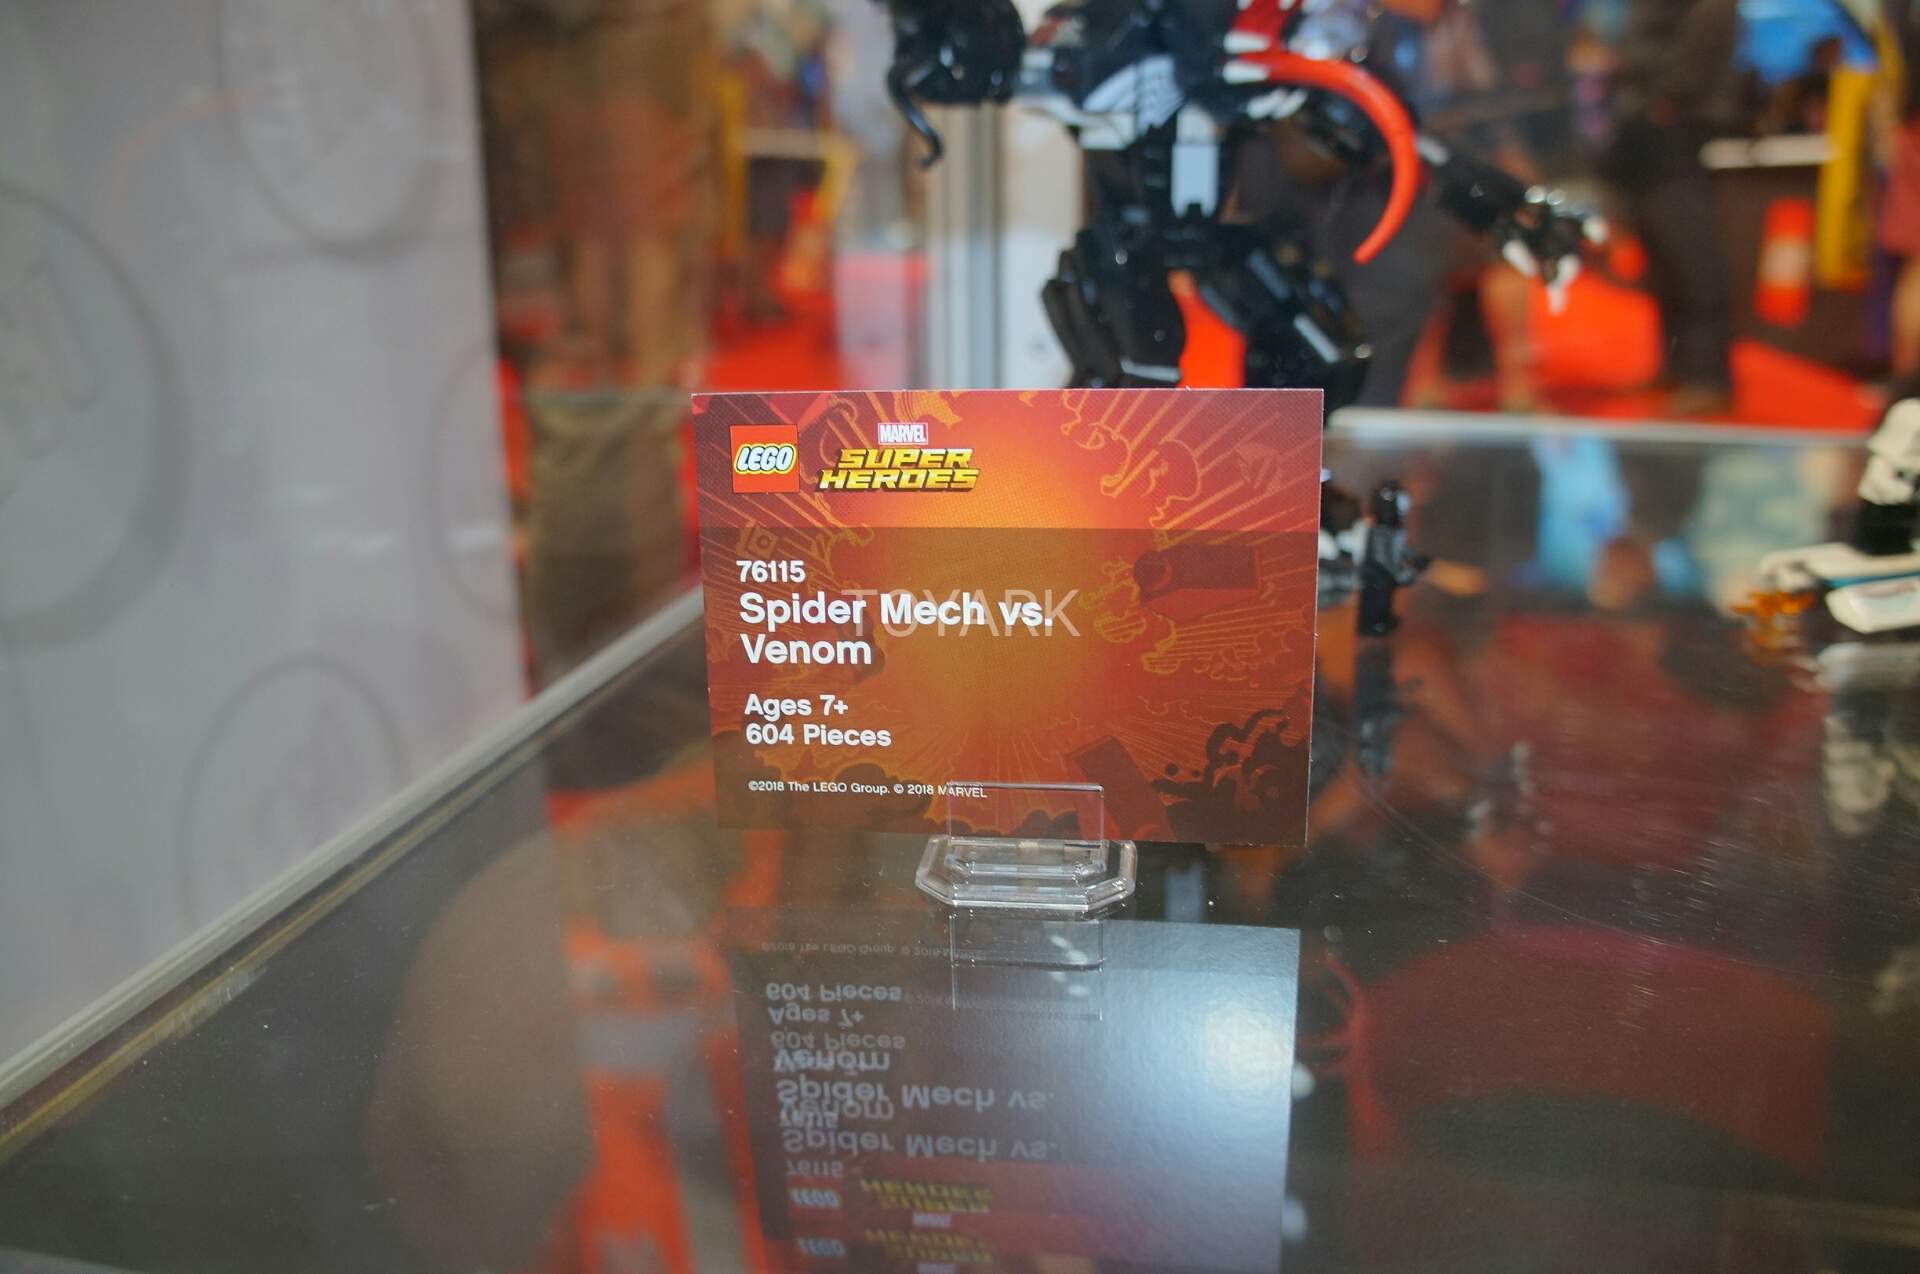 LEGO
MARVEL
SUPER
HEROES
76115
Spider Mech vs.
Venom
TOYARK
Ages 7+
604 Pieces
©2018 The LEGO Group. © 2018 MARVEL